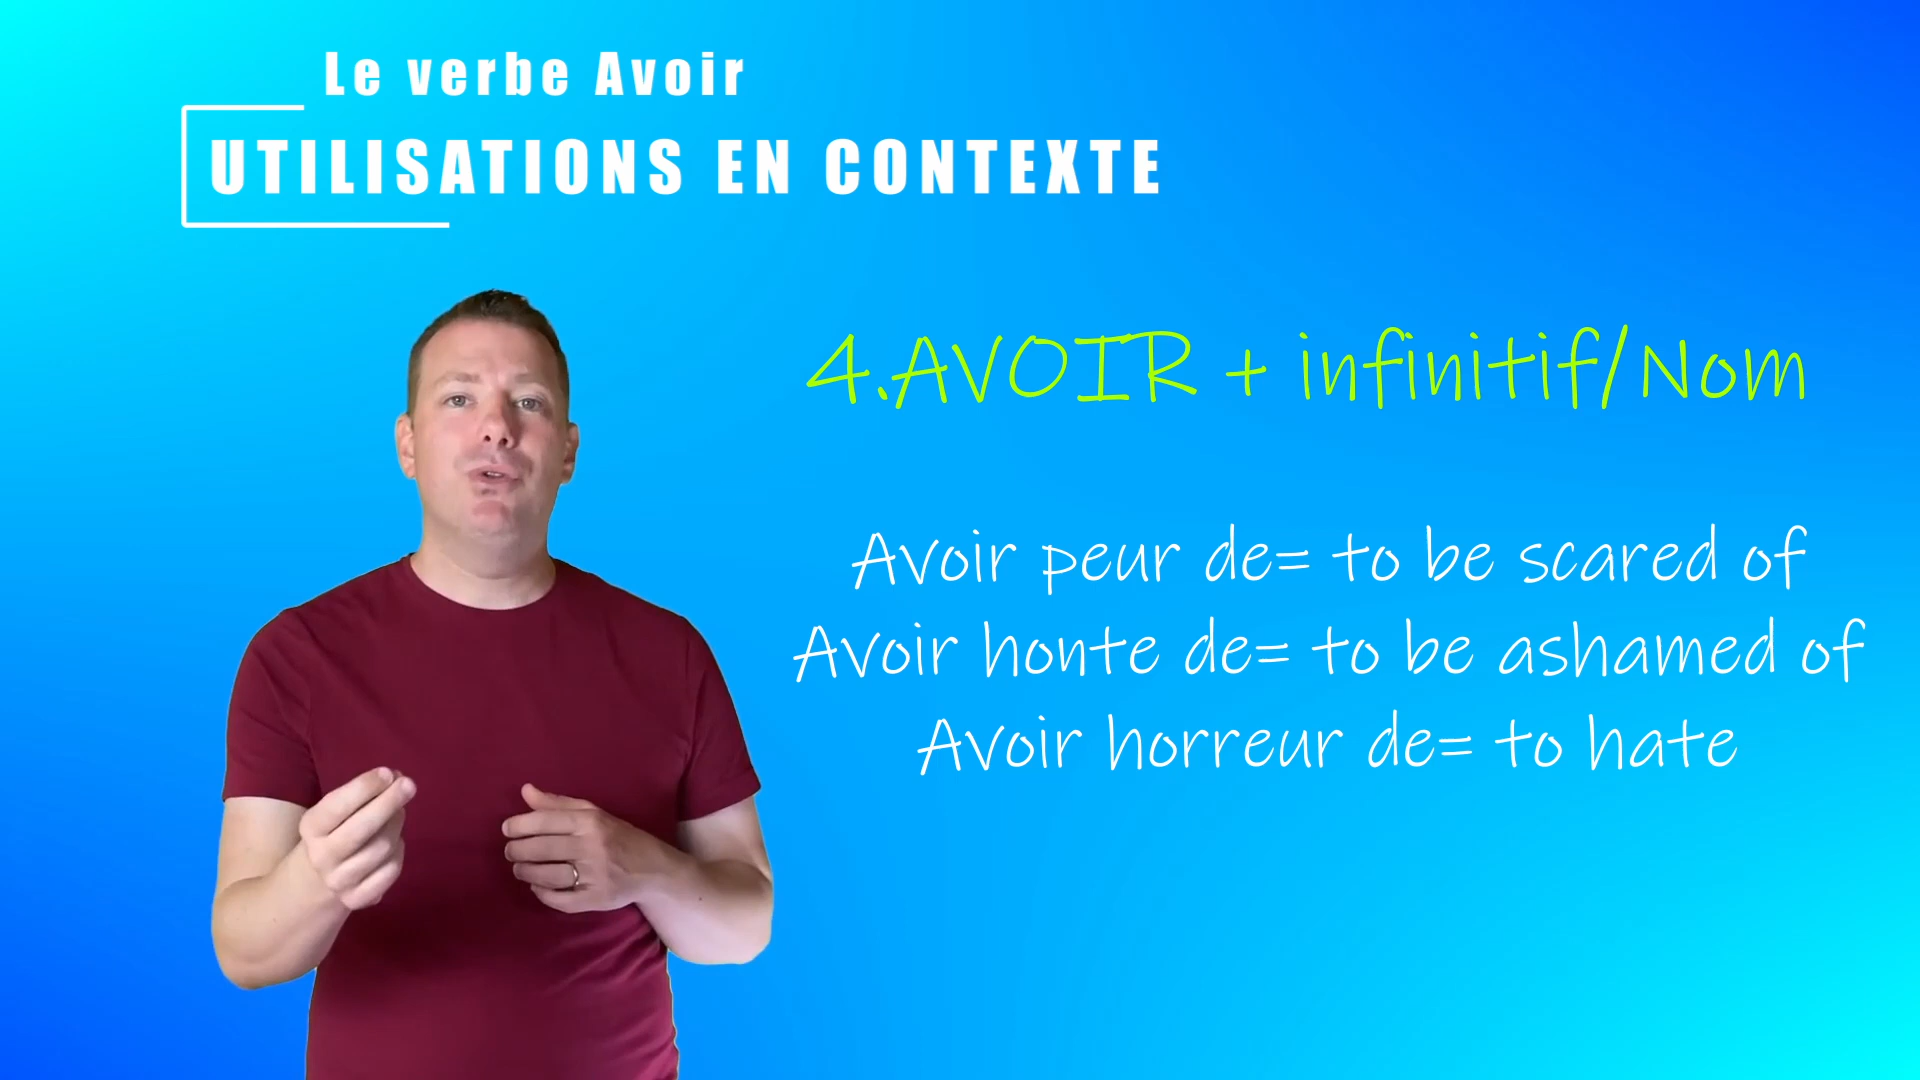 Le verbe Avoir
UTILISATIONS EN CONTEXTE
4.AVOIR + infinitif/Nom
Avoir peur de= to be scared of
Avoir honte de= to be ashamed of
Avoir horreur de= to hate